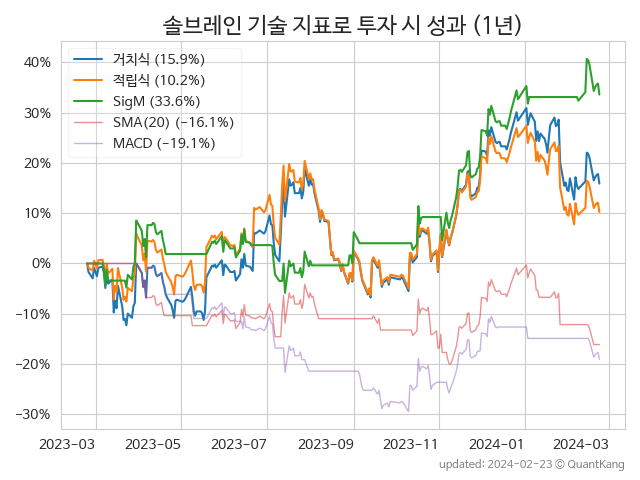 솔브레인 기술 지표로 투자 시 성과 (1년)
거치식 (15.9%)
적립식 (10.2%)
SigM (33.6%)
SMA(20) (−16.1%)
MACD (−19.1%)
40%
30%
20%
10%
0%
−10%
−20%
−30%
2023-03 2023-05 2023-07 2023-09 2023-11 2024-01 2024-03
updated: 2024-02-23 © QuantKang